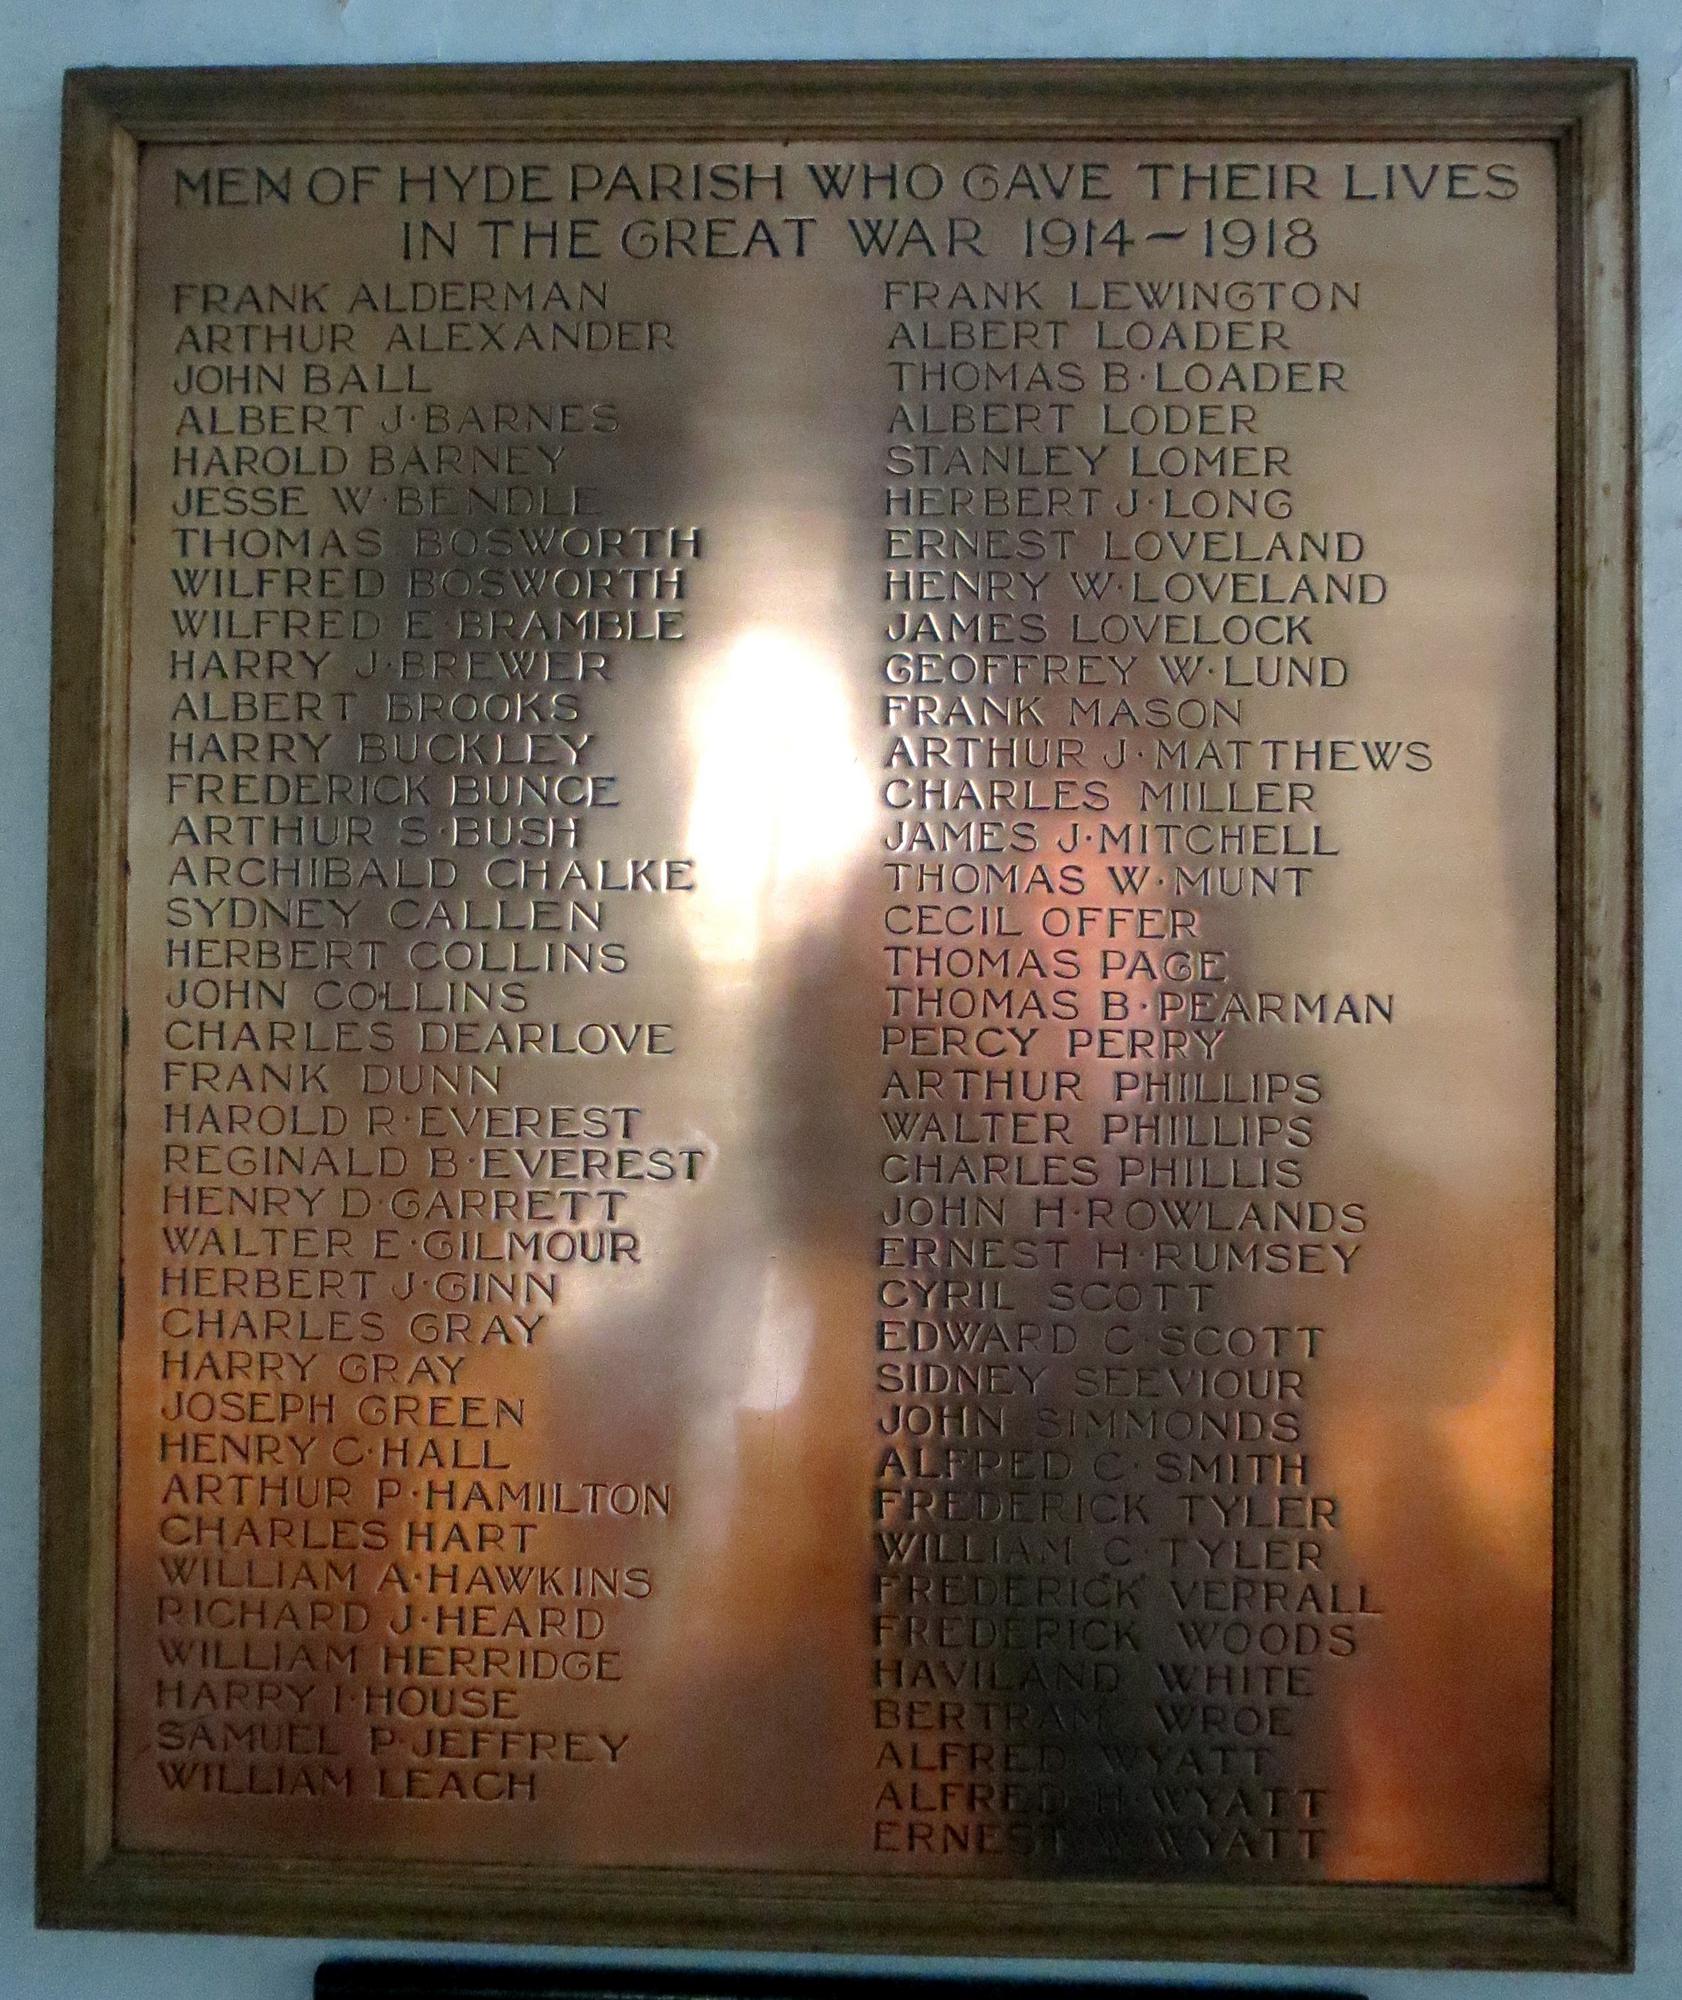 MEN OF HYDE PARISH WHO GAVE THEIR LIVES
IN THE GREAT WAR 1914~1918
FRANK ALDERMAN
ARTHUR ALEXANDER
JOHN BALL
ALBERT J·BARNES
HAROLD BARNEY
JESSE W·BENDLE
THOMAS BOSWORTH
WILFRED BOSWORTH
WILFRED E·BRAMBLE
HARRY J·BREWER
ALBERT BROOKS
HARRY BUCKLEY
FREDERICK BUNCE
ARTHUR S·BUSH
ARCHIBALD CHALKE
SYDNEY CALLEN
HERBERT COLLINS
JOHN COLLINS
CHARLES DEARLOVE
FRANK DUNN
HAROLD R·EVEREST
REGINALD B·EVEREST
HENRY D·GARRETT
WALTER E·GILMOUR
HERBERT J·GINN
CHARLES GRAY
HARRY GRAY
JOSEPH GREEN
HENRY C·HALL
ARTHUR P·HAMILTON
CHARLES HART
WILLIAM A·HAWKINS
RICHARD J·HEARD
WILLIAM HERRIDGE
HARRY I·HOUSE
SAMUEL P·JEFFREY
WILLIAM LEACH
FRANK LEWINGTON
ALBERT LOADER
THOMAS B·LOADER
ALBERT LODER
STANLEY LOMER
HERBERT J·LONG
ERNEST LOVELAND
HENRY W·LOVELAND
JAMES LOVELOCK
GEOFFREY W·LUND
FRANK MASON
ARTHUR J·MATTHEWS
CHARLES MILLER
JAMES J·MITCHELL
THOMAS W·MUNT
CECIL OFFER
THOMAS PAGE
THOMAS B·PEARMAN
PERCY PERRY
ARTHUR PHILLIPS
WALTER PHILLIPS
CHARLES PHILLIS
JOHN H·ROWLANDS
ERNEST H·RUMSEY
CYRIL SCOTT
EDWARD C·SCOTT
SIDNEY SEEVIOUR
JOHN SIMMONDS
ALFRED C·SMITH
FREDERICK TYLER
WILLIAM C·TYLER
FREDERICK VERRALL
FREDERICK WOODS
HAVILAND WHITE
BERTRAM WROE
ALFRED WYATT
ALFRED H·WYATT
ERNEST W·WYATT